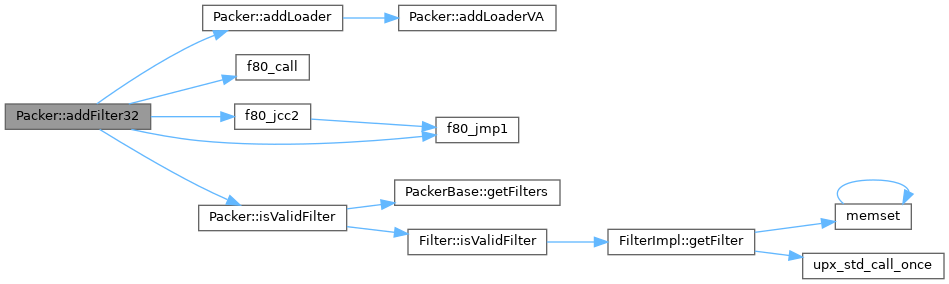 Packer::addLoader
Packer::addLoaderVA
f80_call
Packer::addFilter32
f80_jcc2
f80_jmp1
PackerBase::getFilters
Packer::isValidFilter
memset
Filter::isValidFilter
FilterImpl::getFilter
upx_std_call_once